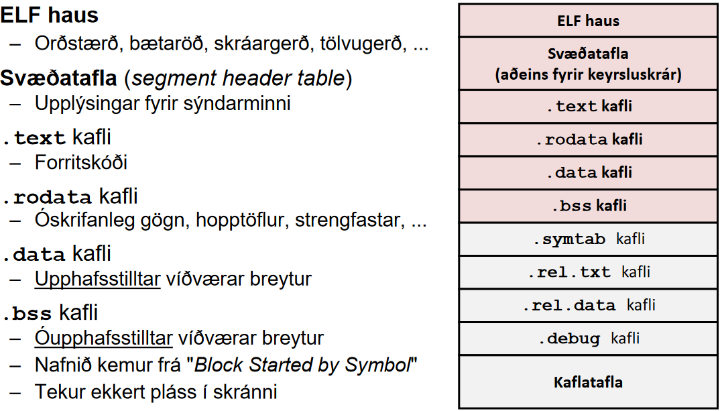 ELF haus
– Orðstærð, bætaröð, skráargerð, tölvugerð, ...
Svæðatafla (segment header table)
– Upplýsingar fyrir sýndarminni
.text kafli
– Forritskóði
.rodata kafli
– Óskrifanleg gögn, hopptöflur, strengfastar, ...
.data kafli
– Upphafsstilltar víðværar breytur
.bss kafli
– Óupphafsstilltar víðværar breytur
– Nafnið kemur frá "Block Started by Symbol"
– Tekur ekkert pláss í skránni
ELF haus
Svæðatafla
(aðeins fyrir keyrsluskrár)
.text kafli
.rodata kafli
.data kafli
.bss kafli
.symtab kafli
.rel.txt kafli
.rel.data kafli
.debug kafli
Kaflatafla